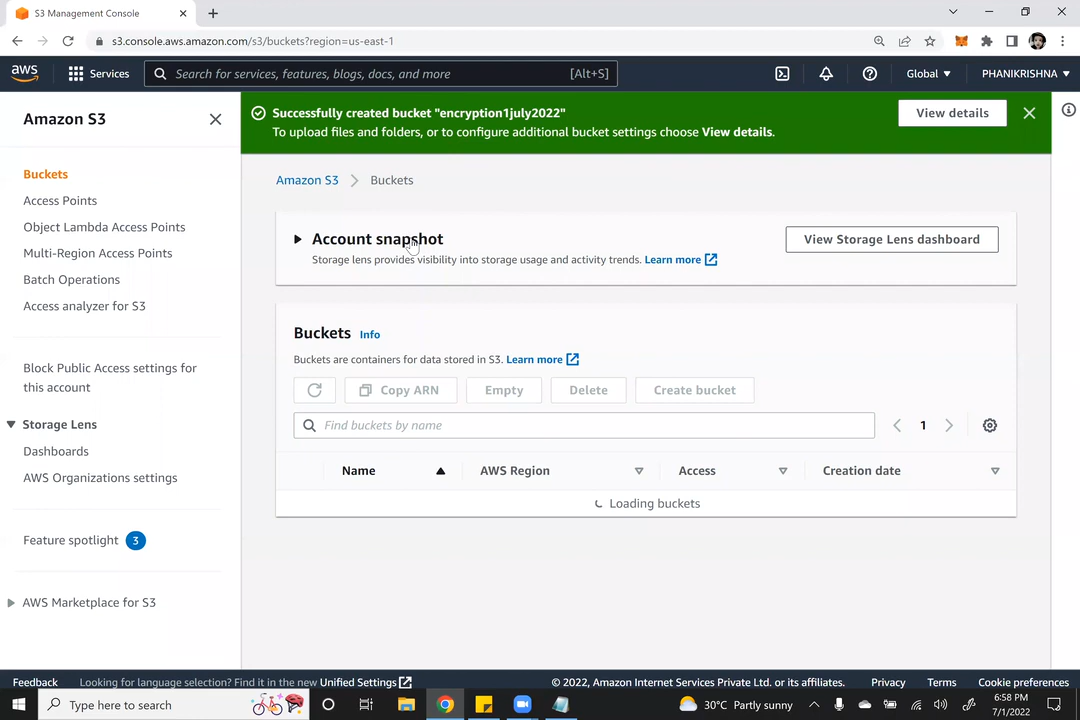 S3 Management Console
s3.console.aws.amazon.com/s3/buckets?region=us-east-1
aws
Services
Search for services, features, blogs, docs, and more
[Alt+S]
Global
PHANIKRISHNA
Amazon S3
Buckets
Access Points
Object Lambda Access Points
Multi-Region Access Points
Batch Operations
Access analyzer for S3
Block Public Access settings for
this account
Storage Lens
Dashboards
AWS Organizations settings
Feature spotlight 3
AWS Marketplace for S3
Successfully created bucket "encryption1july2022"
To upload files and folders, or to configure additional bucket settings choose View details.
View details
Amazon S3 > Buckets
Account snapshot
Storage lens provides visibility into storage usage and activity trends. Learn more
View Storage Lens dashboard
Buckets Info
Buckets are containers for data stored in S3. Learn more
Copy ARN
Empty
Delete
Create bucket
Find buckets by name
1
Name
AWS Region
Access
Creation date
Loading buckets
Feedback
Looking for language selection? Find it in the new Unified Settings
© 2022, Amazon Internet Services Private Ltd. or its affiliates.
Privacy
Terms
Cookie preferences
Type here to search
30°C Partly sunny
6:58 PM
7/1/2022